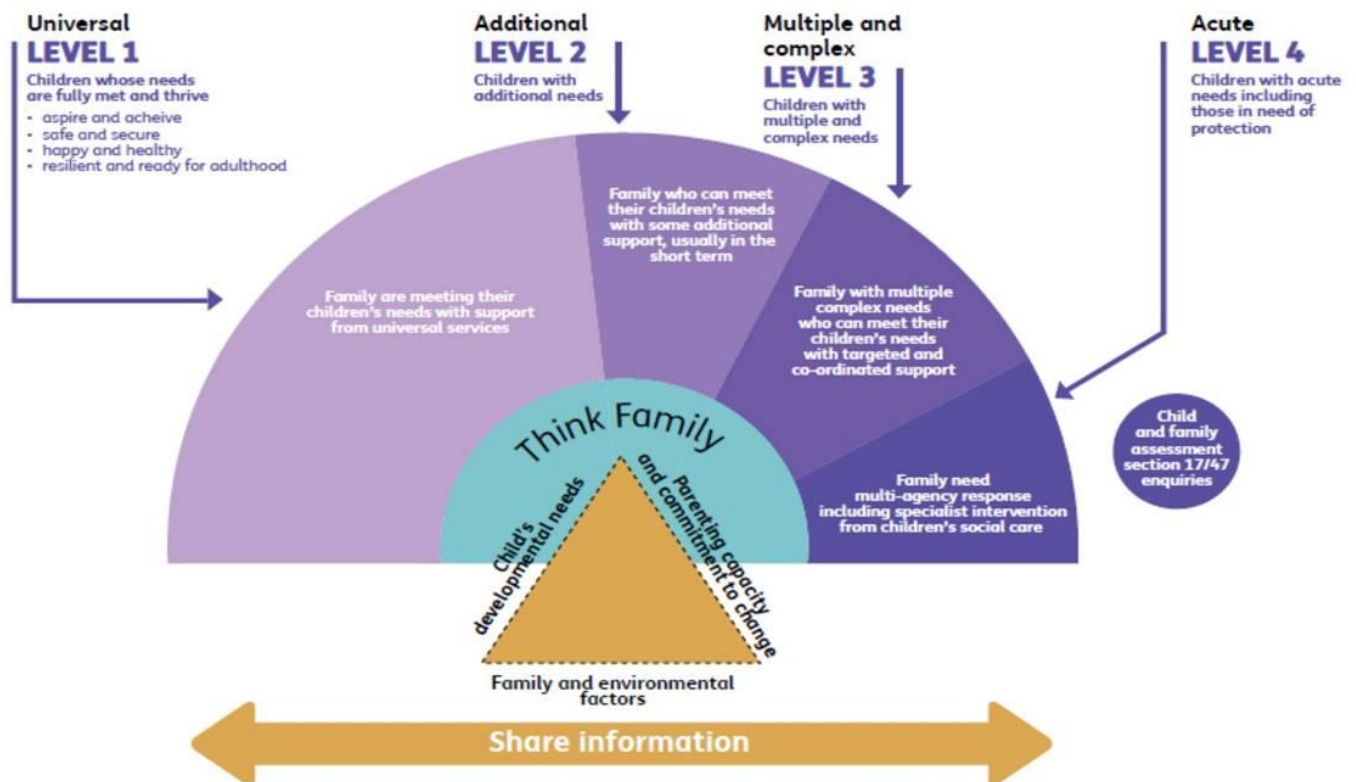 Universal
LEVEL 1
Children whose needs
are fully met and thrive
• aspire and acheive
• safe and secure
• happy and healthy
• resilient and ready for adulthood
Additional
LEVEL 2
Children with
additional needs
Multiple and
complex
LEVEL 3
Children with
multiple and
complex needs
Acute
LEVEL 4
Children with acute
needs including
those in need of
protection
Family are meeting their
children's needs with support
from universal services
Family who can meet
their children's needs
with some additional
support, usually in the
short term
Family with multiple
complex needs
who can meet their
children's needs
with targeted and
co-ordinated support
Family need
multi-agency response
including specialist intervention
from children's social care
Child
and family
assessment
section 17/47
enquiries
Think Family
Child's
developmental needs
Parenting capacity
and commitment to change
Family and environmental
factors
Share information